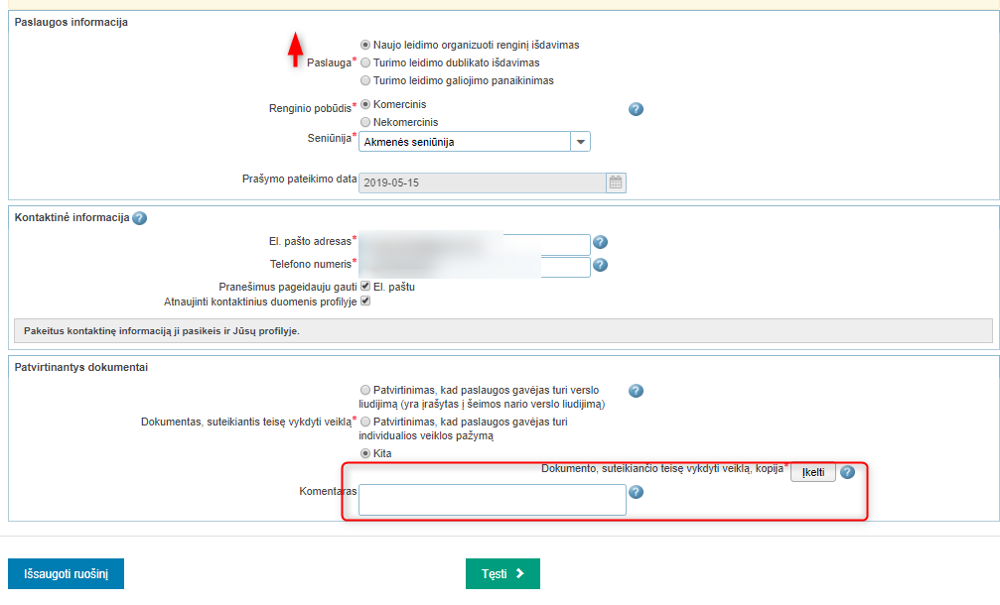 Paslaugos informacija
Paslauga*
Naujo leidimo organizuoti renginį išdavimas
Turimo leidimo dublikato išdavimas
Turimo leidimo galiojimo panaikinimas
Renginio pobūdis*
Komercinis
Nekomercinis
Seniūnija*
Akmenės seniūnija
Prašymo pateikimo data
2019-05-15
Kontaktinė informacija
El. pašto adresas*
Telefono numeris*
Pranešimus pageidauju gauti El. paštu
Atnaujinti kontaktinius duomenis profilyje
Pakeitus kontaktinę informaciją ji pasikeis ir Jūsų profilyje.
Patvirtinantys dokumentai
Dokumentas, suteikiantis teisę vykdyti veiklą*
Patvirtinimas, kad paslaugos gavėjas turi verslo
liudijimą (yra įrašytas į šeimos nario verslo liudijimą)
Patvirtinimas, kad paslaugos gavėjas turi
individualios veiklos pažymą
Kita
Dokumento, suteikiančio teisę vykdyti veiklą, kopija* Įkelti
Komentaras
Išsaugoti ruošinį
Tęsti